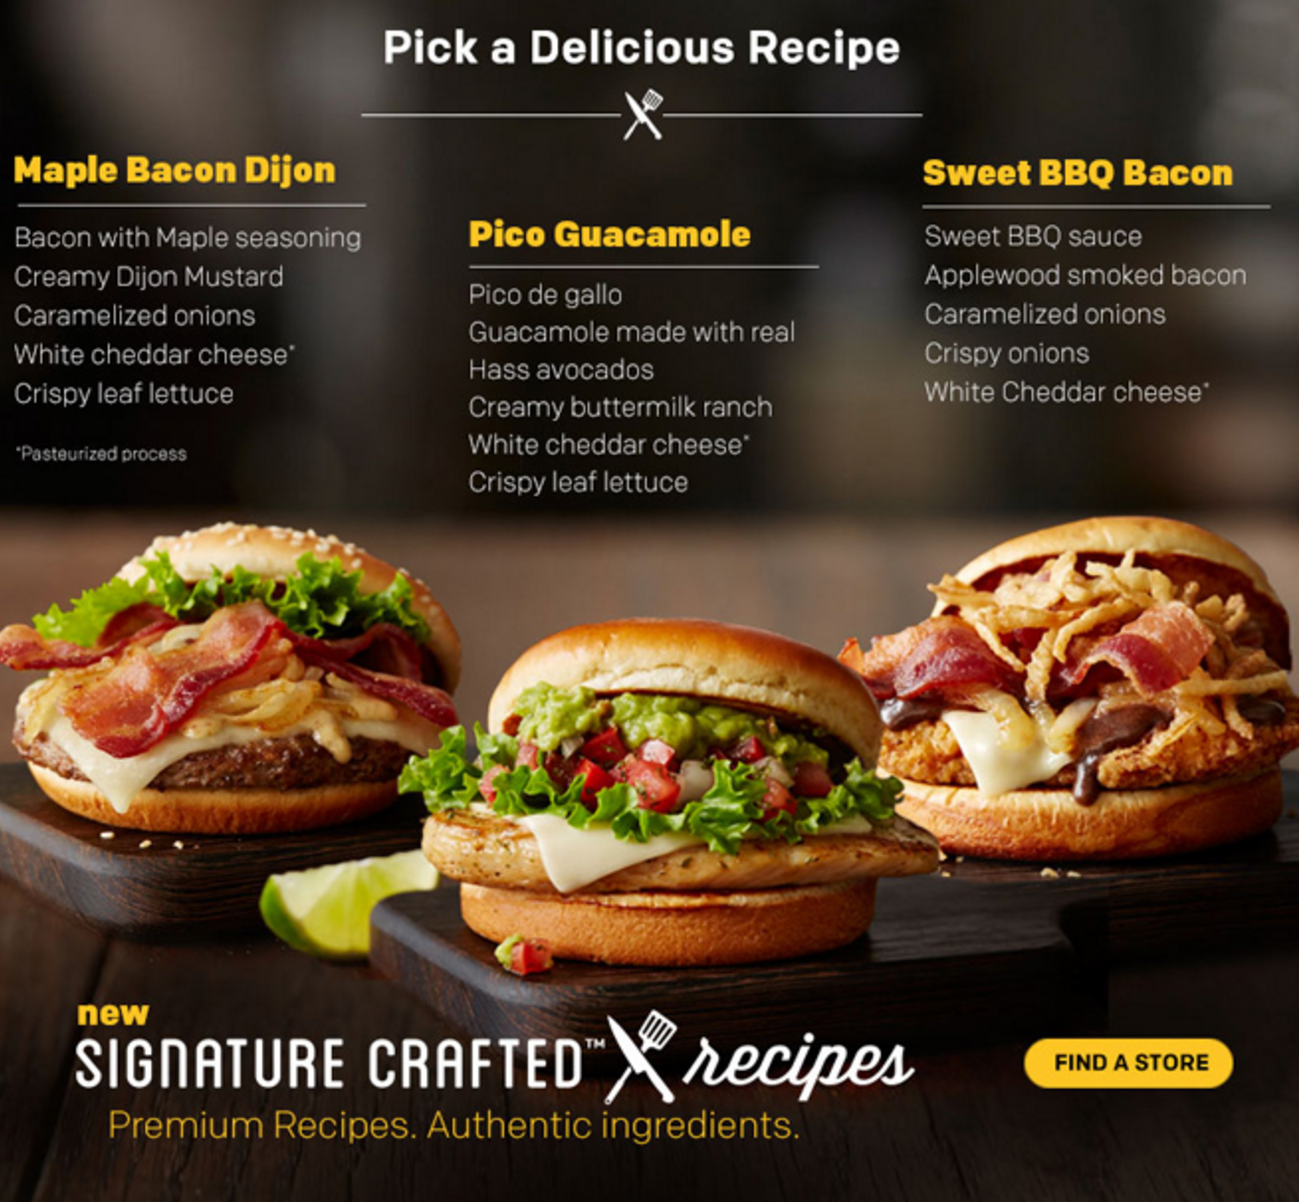 Pick a Delicious Recipe
Maple Bacon Dijon
Bacon with Maple seasoning
Creamy Dijon Mustard
Caramelized onions
White cheddar cheese*
Crispy leaf lettuce
*Pasteurized process
Pico Guacamole
Pico de gallo
Guacamole made with real
Hass avocados
Creamy buttermilk ranch
White cheddar cheese*
Crispy leaf lettuce
Sweet BBQ Bacon
Sweet BBQ sauce
Applewood smoked bacon
Caramelized onions
Crispy onions
White Cheddar cheese*
new
SIGNATURE CRAFTED™ recipes
Premium Recipes. Authentic ingredients.
FIND A STORE